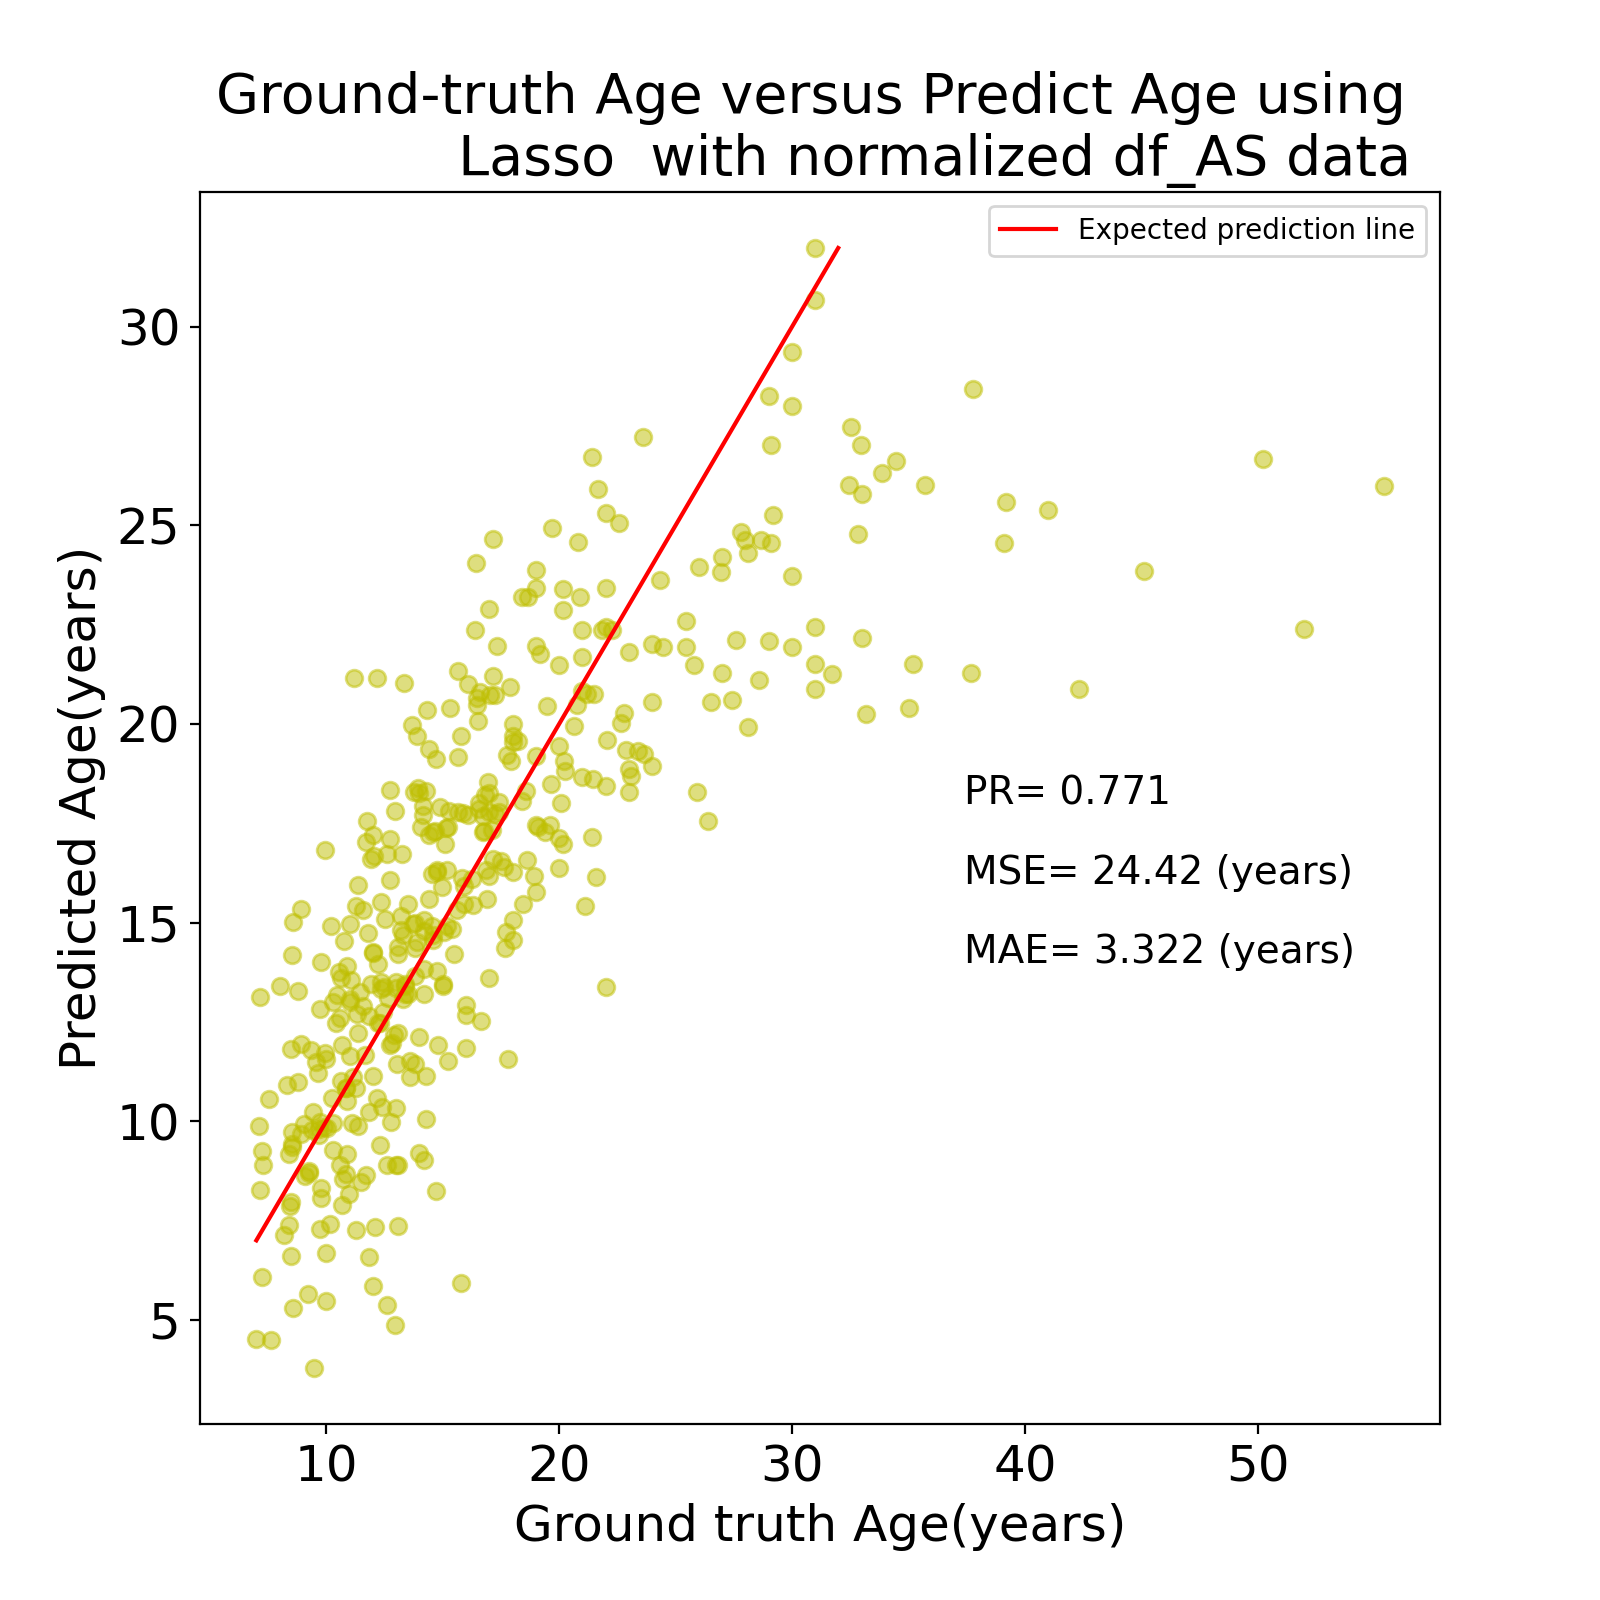 Ground-truth Age versus Predict Age using
Lasso  with normalized df_AS data
Expected prediction line
30
25
20
15
10
5
Predicted Age(years)
PR= 0.771
MSE= 24.42 (years)
MAE= 3.322 (years)
10 20 30 40 50
Ground truth Age(years)